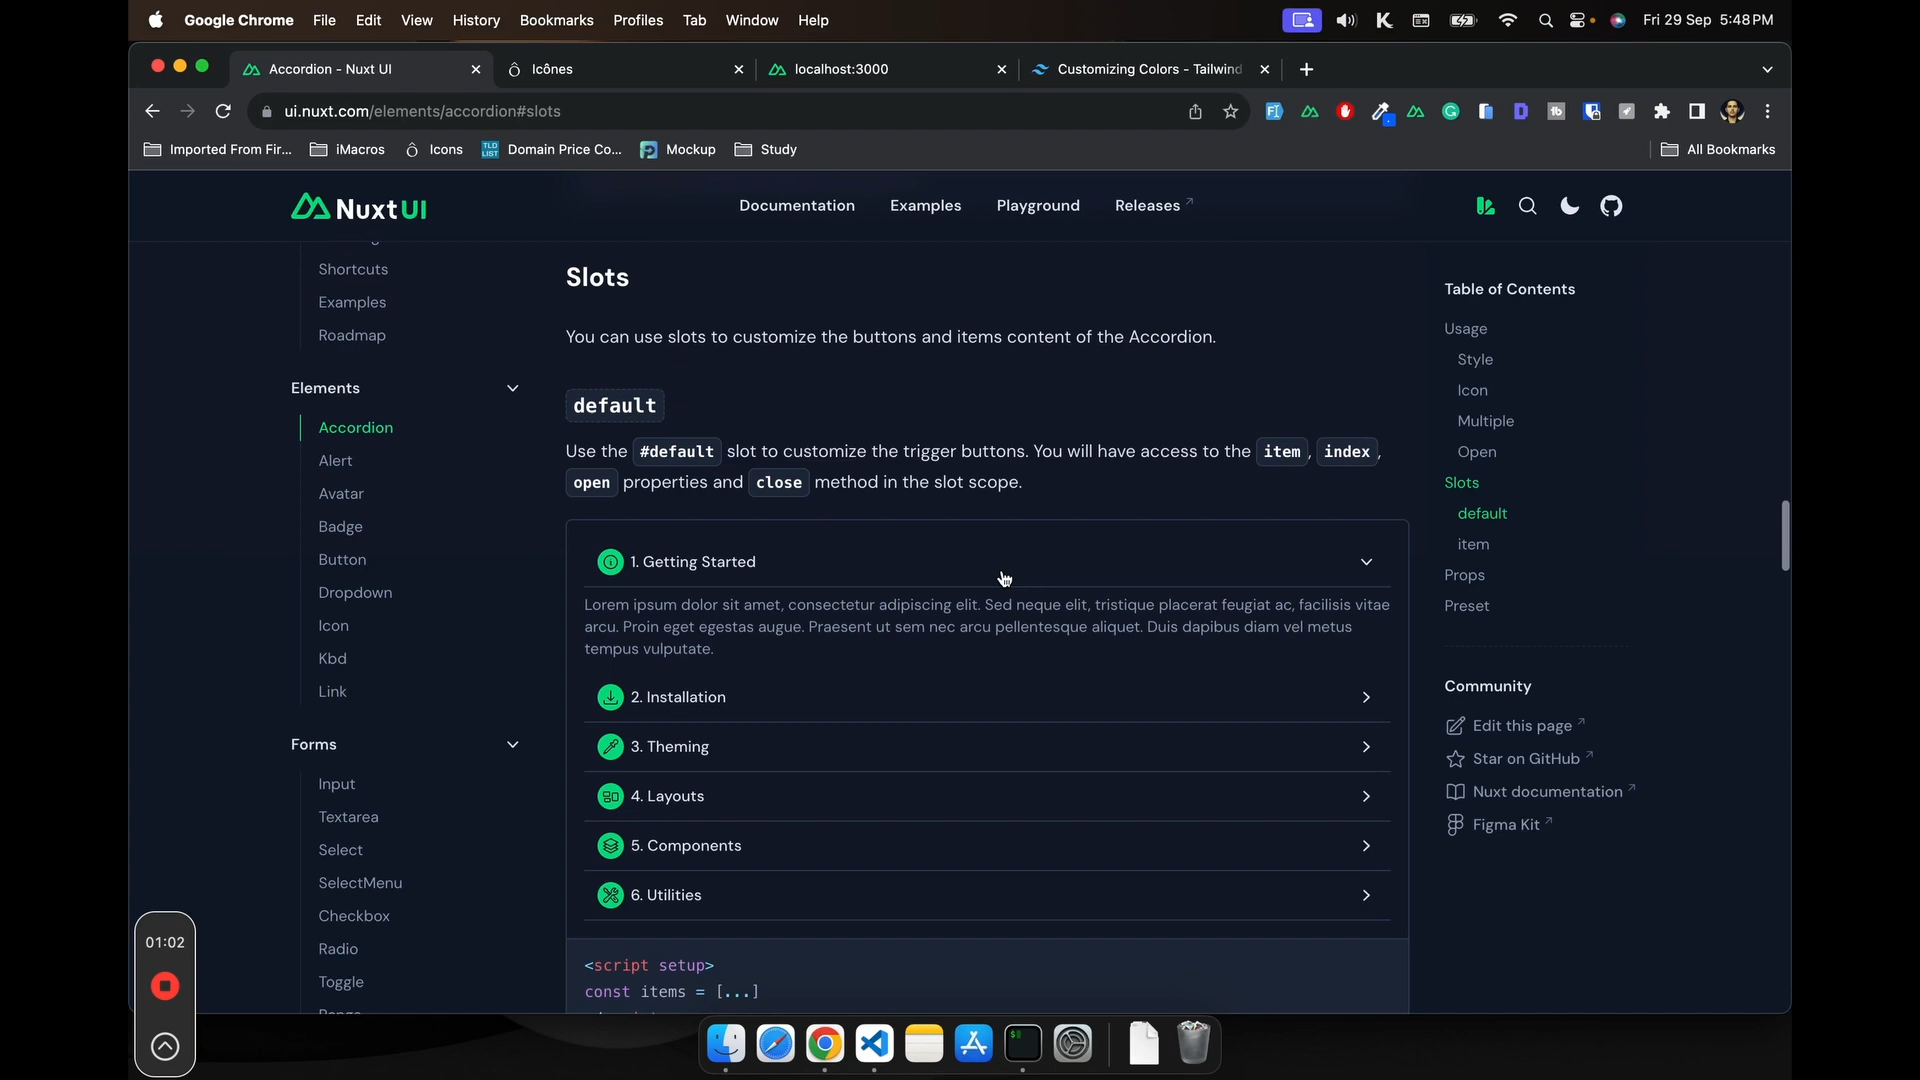 Google Chrome File Edit View History Bookmarks Profiles Tab Window Help Fri 29 Sep 5:48 PM
Accordion - Nuxt UI
Icônes
localhost:3000
Customizing Colors - Tailwind
ui.nuxt.com/elements/accordion#slots
Imported From Fir...
iMacros
Icons
TLD LIST
Domain Price Co...
Mockup
Study
All Bookmarks
Nuxt UI
Documentation Examples Playground Releases
Shortcuts
Examples
Roadmap
Elements
Accordion
Alert
Avatar
Badge
Button
Dropdown
Icon
Kbd
Link
Forms
Input
Textarea
Select
SelectMenu
Checkbox
Radio
Toggle
Slots
You can use slots to customize the buttons and items content of the Accordion.
default
Use the #default slot to customize the trigger buttons. You will have access to the item, index,
open properties and close method in the slot scope.
1. Getting Started
Lorem ipsum dolor sit amet, consectetur adipiscing elit. Sed neque elit, tristique placerat feugiat ac, facilisis vitae
arcu. Proin eget egestas augue. Praesent ut sem nec arcu pellentesque aliquet. Duis dapibus diam vel metus
tempus vulputate.
2. Installation
3. Theming
4. Layouts
5. Components
6. Utilities
<script setup>
const items = [...]
Table of Contents
Usage
Style
Icon
Multiple
Open
Slots
default
item
Props
Preset
Community
Edit this page
Star on GitHub
Nuxt documentation
Figma Kit
01:02